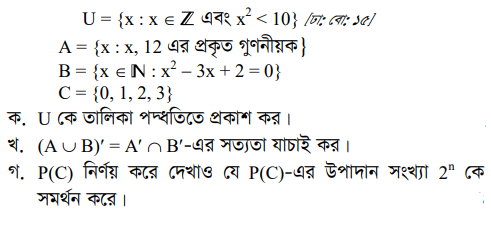 U = {x : x ∈ ℤ এবং x² < 10} [ঢা: বো: ১৫]
A = {x : x, 12 এর প্রকৃত গুণনীয়ক}
B = {x ∈ ℕ : x² – 3x + 2 = 0}
C = {0, 1, 2, 3}
ক. U কে তালিকা পদ্ধতিতে প্রকাশ কর।
খ. (A ∪ B)′ = A′ ∩ B′-এর সত্যতা যাচাই কর।
গ. P(C) নির্ণয় করে দেখাও যে P(C)-এর উপাদান সংখ্যা 2ⁿ কে
সমর্থন করে।